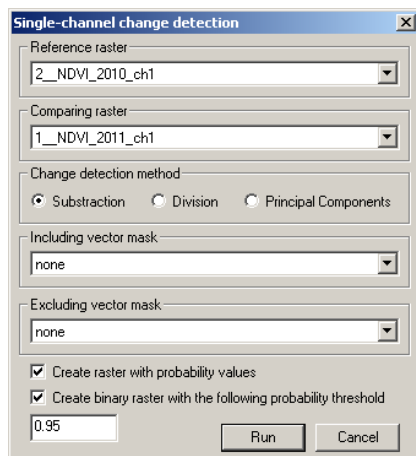 Single-channel change detection
Reference raster
2__NDVI_2010_ch1
Comparing raster
1__NDVI_2011_ch1
Change detection method
Substraction Division Principal Components
Including vector mask
none
Excluding vector mask
none
Create raster with probability values
Create binary raster with the following probability threshold
0.95
Run Cancel